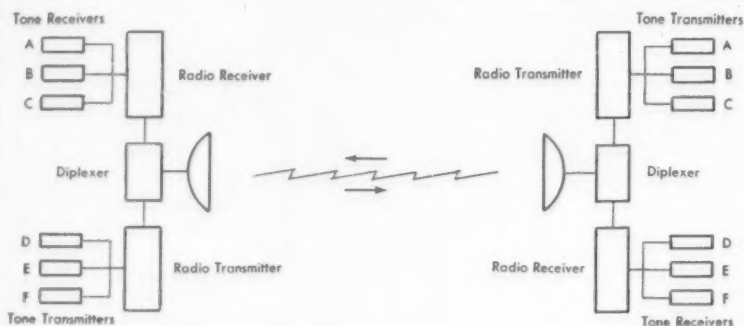 Tone Receivers
A
B
C
Radio Receiver
Diplexer
D
E
F
Radio Transmitter
Tone Transmitters
Tone Transmitters
A
B
C
Radio Transmitter
Diplexer
D
E
F
Radio Receiver
Tone Receivers